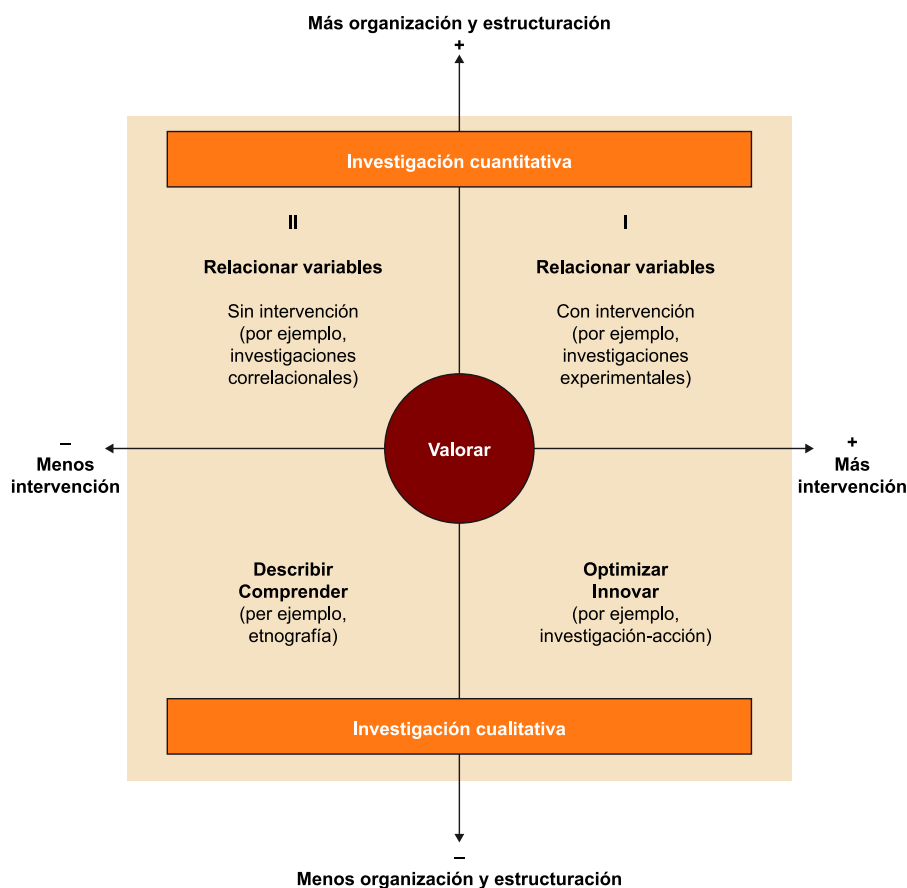 Más organización y estructuración
+
Investigación cuantitativa
II
Relacionar variables
Sin intervención
(por ejemplo,
investigaciones
correlacionales)
I
Relacionar variables
Con intervención
(por ejemplo,
investigaciones
experimentales)
–
Menos
intervención
Valorar
+
Más
intervención
Describir
Comprender
(per ejemplo,
etnografía)
Optimizar
Innovar
(por ejemplo,
investigación-acción)
Investigación cualitativa
–
Menos organización y estructuración